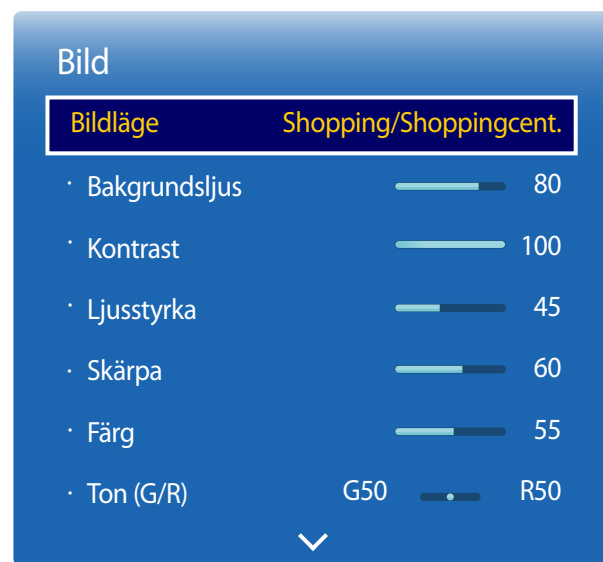 Bild
Bildläge Shopping/Shoppingcent.
· Bakgrundsljus 80
· Kontrast 100
· Ljusstyrka 45
· Skärpa 60
· Färg 55
· Ton (G/R) G50 R50